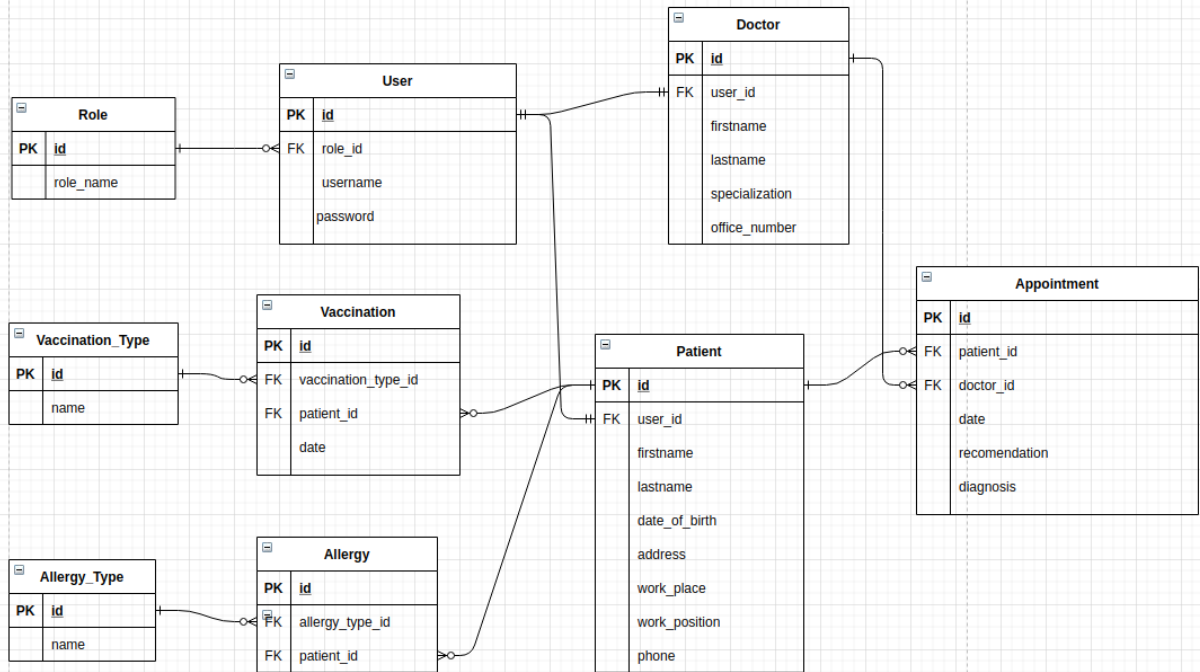 Doctor
PK id
FK user_id
firstname
lastname
specialization
office_number
User
PK id
FK role_id
username
password
Role
PK id
role_name
Appointment
PK id
FK patient_id
FK doctor_id
date
recomendation
diagnosis
Vaccination
PK id
FK vaccination_type_id
FK patient_id
date
Vaccination_Type
PK id
name
Patient
PK id
FK user_id
firstname
lastname
date_of_birth
address
work_place
work_position
phone
Allergy
PK id
FK allergy_type_id
FK patient_id
Allergy_Type
PK id
name